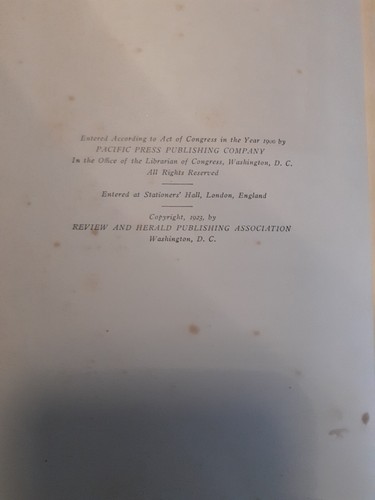 Entered According to Act of Congress in the Year 1900 by
PACIFIC PRESS PUBLISHING COMPANY
In the Office of the Librarian of Congress, Washington, D. C.
All Rights Reserved
Entered at Stationers' Hall, London, England
Copyright, 1923, by
REVIEW AND HERALD PUBLISHING ASSOCIATION
Washington, D. C.